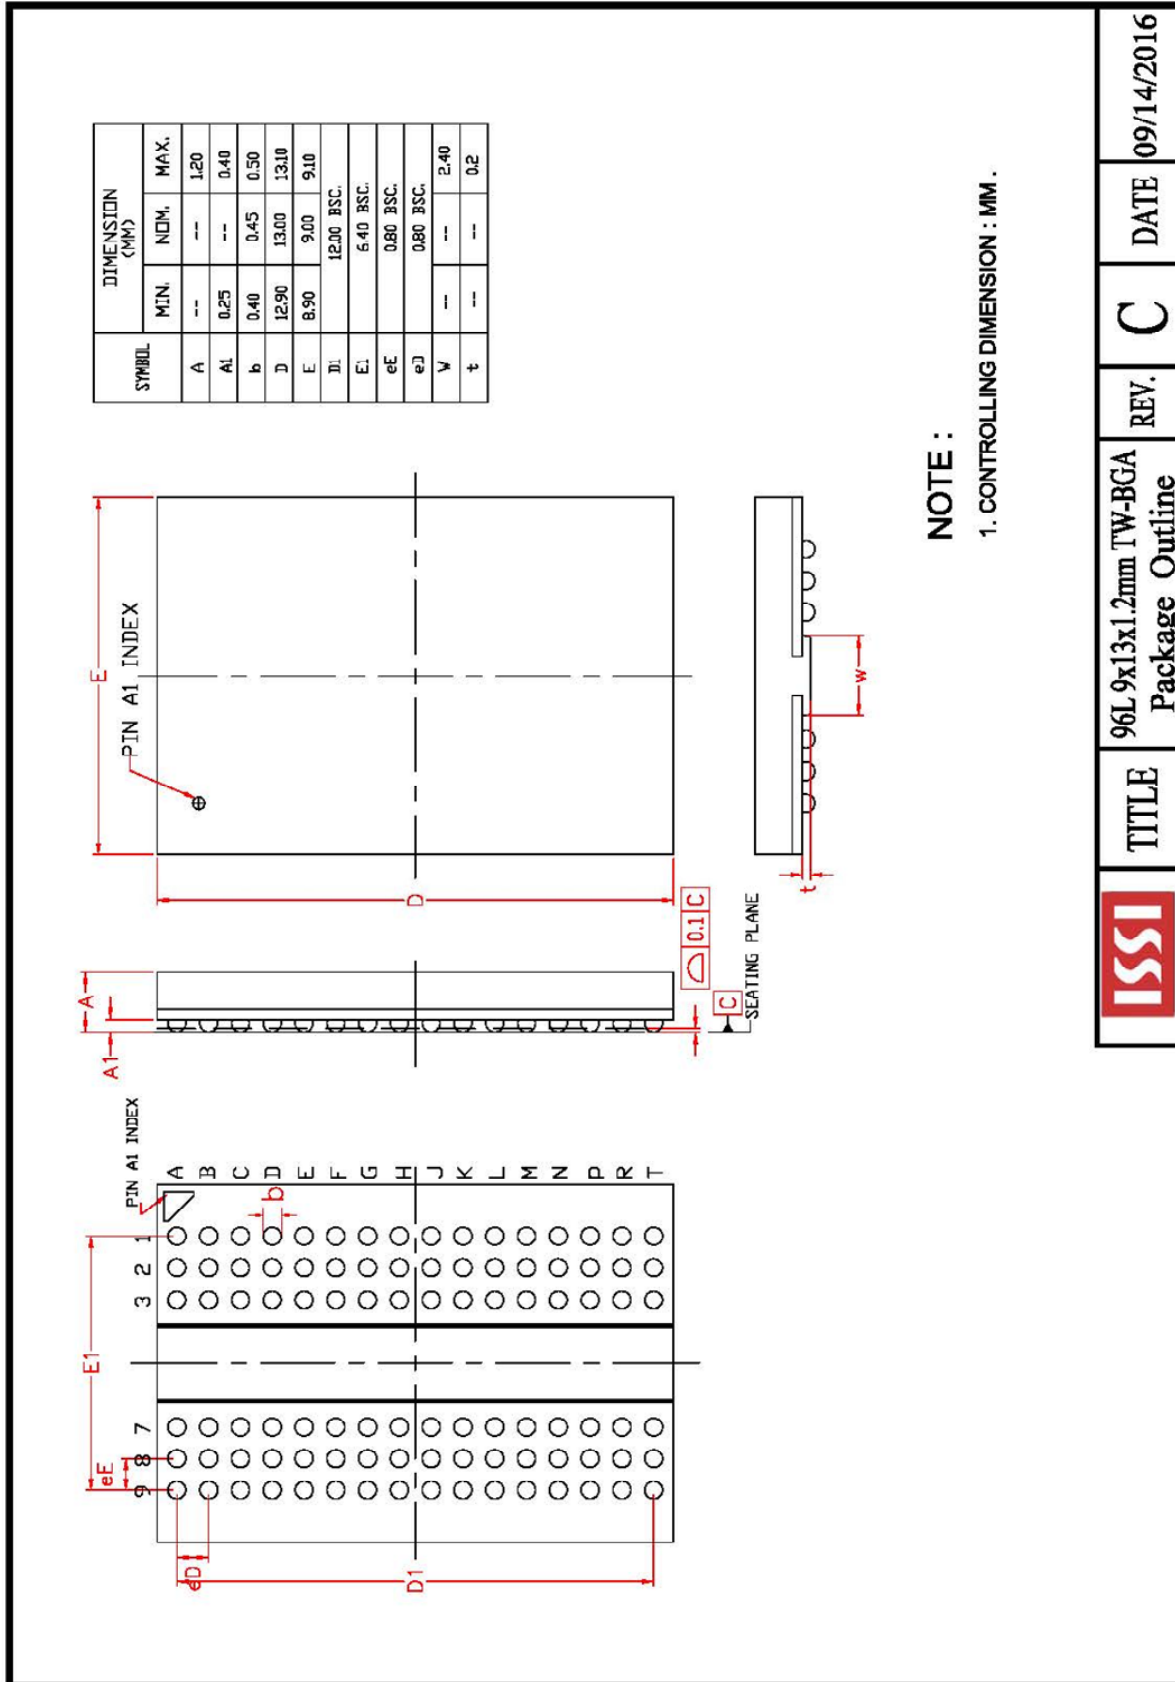 SYMBOL DIMENSION
(MM)
MIN. NOM. MAX.
A -- -- 1.20
A1 0.25 -- 0.40
b 0.40 0.45 0.50
D 12.90 13.00 13.10
E 8.90 9.00 9.10
D1 12.00 BSC.
E1 6.40 BSC.
eE 0.80 BSC.
eD 0.80 BSC.
W -- -- 2.40
t -- -- 0.2
E
PIN A1 INDEX
D
A
A1
0.1 C
C
SEATING PLANE
w
t
PIN A1 INDEX
E1
eE
9 8 7 3 2 1
A
B
C
D
E
F
G
H
J
K
L
M
N
P
R
T
b
eD
D1
NOTE :
1. CONTROLLING DIMENSION : MM .
ISSI
TITLE
96L 9x13x1.2mm TW-BGA
Package Outline
REV.
C
DATE
09/14/2016